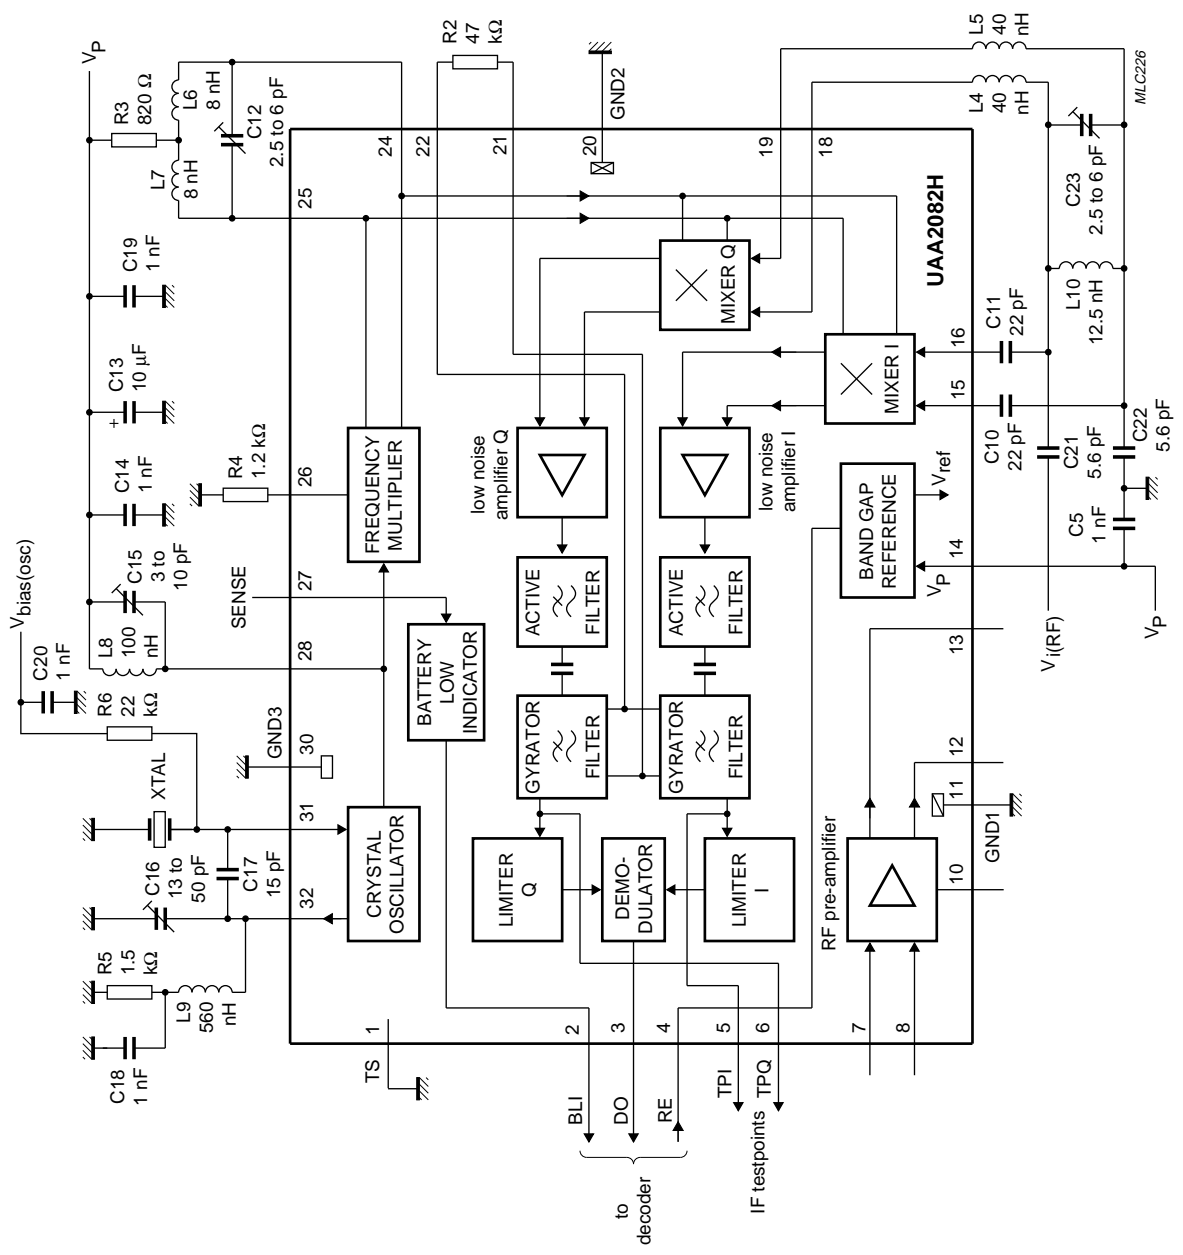 V_P
R3
820 Ω
L7
8 nH
L6
8 nH
C12
2.5 to 6 pF
R2
47
kΩ
GND2
L5
40
nH
L4
40
nH
MLC226
C19
1 nF
C13
10 µF
+
C14
1 nF
C15
3 to
10 pF
L8
100
nH
V_bias(osc)
C20
1 nF
R6
22
kΩ
XTAL
C16
13 to
50 pF
C17
15 pF
R5
1.5
kΩ
L9
560
nH
C18
1 nF
R4
1.2 kΩ
SENSE
GND3
25
24
22
21
20
19
18
26
27
28
30
31
32
UAA2082H
FREQUENCY
MULTIPLIER
BATTERY
LOW
INDICATOR
CRYSTAL
OSCILLATOR
low noise
amplifier Q
low noise
amplifier I
MIXER Q
MIXER I
ACTIVE
FILTER
ACTIVE
FILTER
GYRATOR
FILTER
GYRATOR
FILTER
LIMITER
Q
DEMO-
DULATOR
LIMITER
I
BAND GAP
REFERENCE
V_ref
V_P
RF pre-amplifier
16
15
14
13
12
11
10
GND1
C11
22 pF
C10
22 pF
L10
12.5 nH
C23
2.5 to 6 pF
C21
5.6 pF
C22
5.6 pF
C5
1 nF
V_i(RF)
V_P
1
2
3
4
5
6
7
8
TS
BLI
DO
RE
TPI
TPQ
to
decoder
IF testpoints